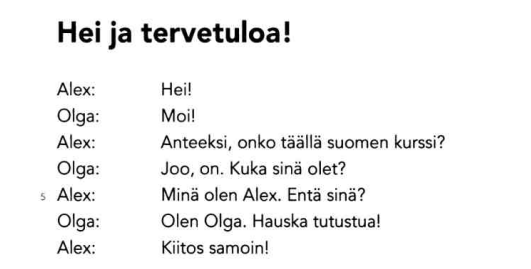 Hei ja tervetuloa!
Alex: Hei!
Olga: Moi!
Alex: Anteeksi, onko täällä suomen kurssi?
Olga: Joo, on. Kuka sinä olet?
5 Alex: Minä olen Alex. Entä sinä?
Olga: Olen Olga. Hauska tutustua!
Alex: Kiitos samoin!